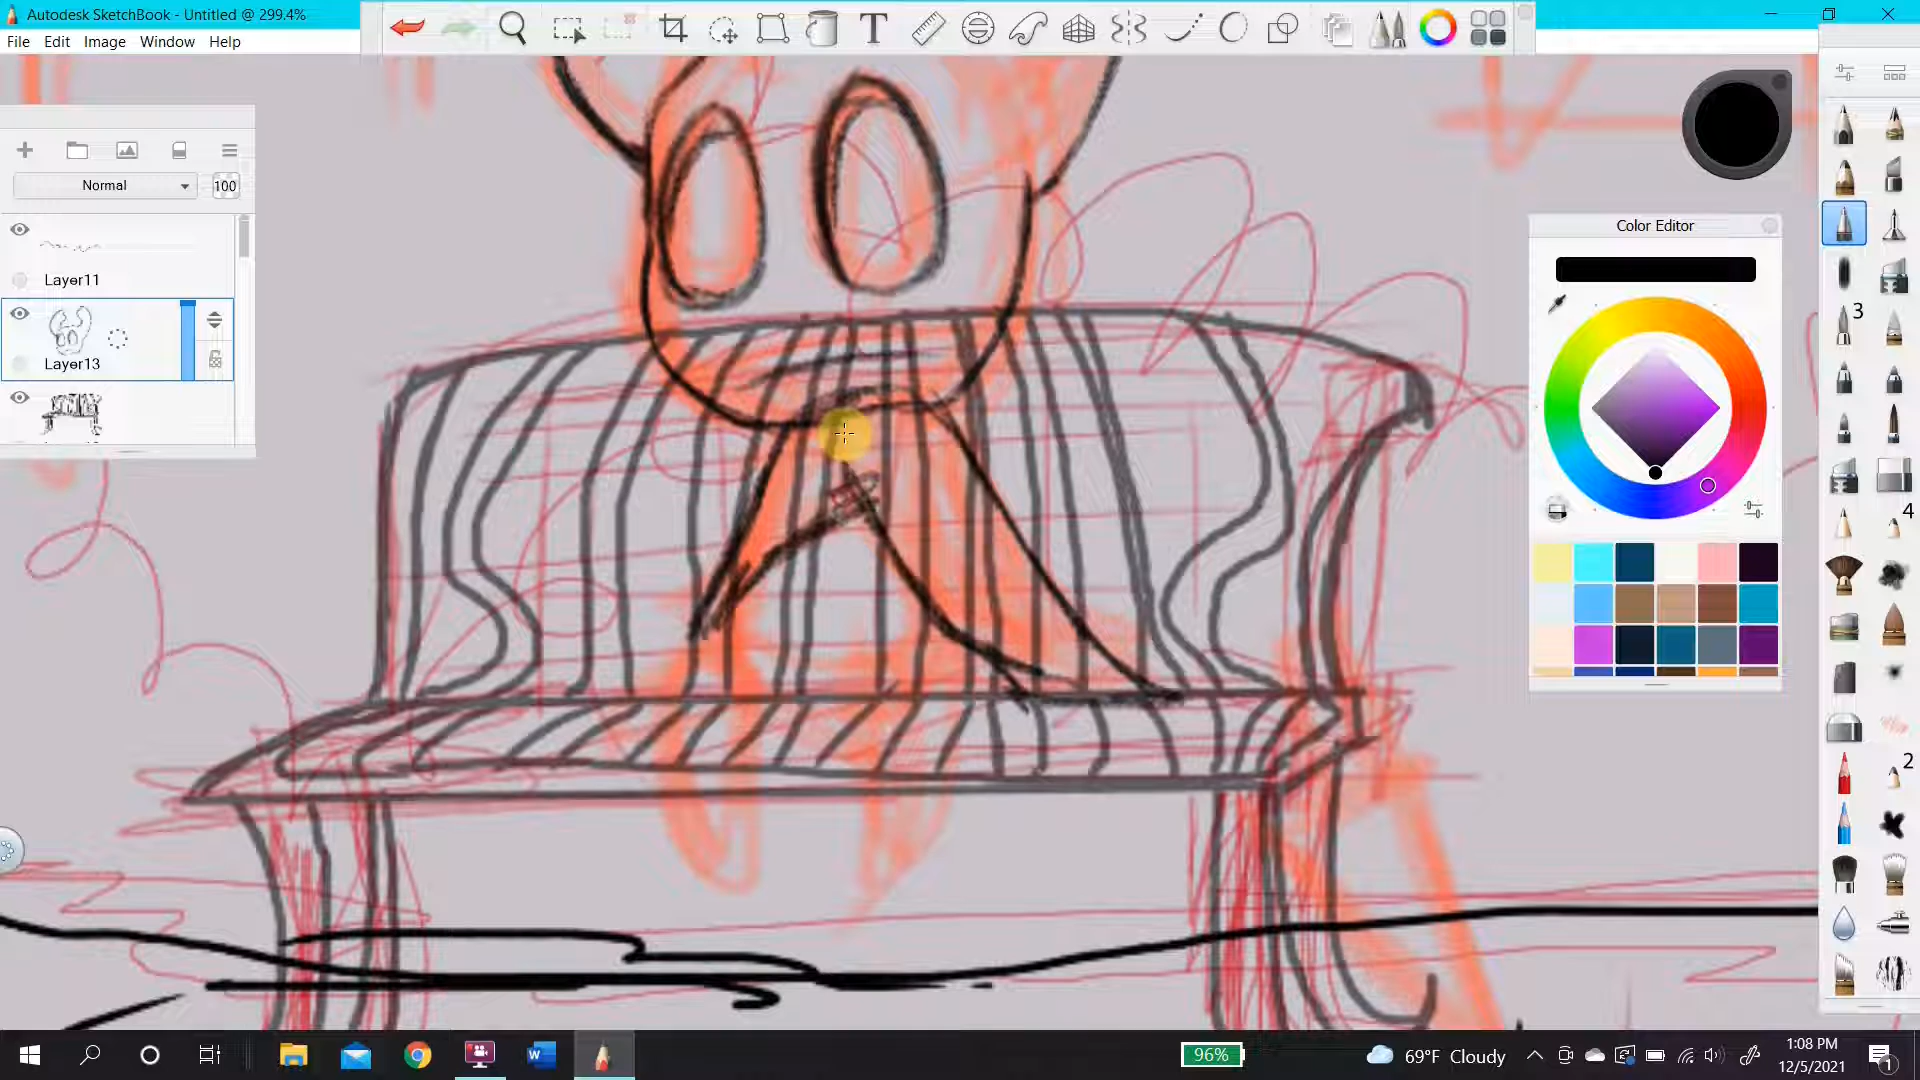 Autodesk SketchBook - Untitled @ 299.4%
File Edit Image Window Help
T
Normal 100
Layer11
Layer13
Color Editor
3
4
2
96%
69°F Cloudy
1:08 PM
12/5/2021
1